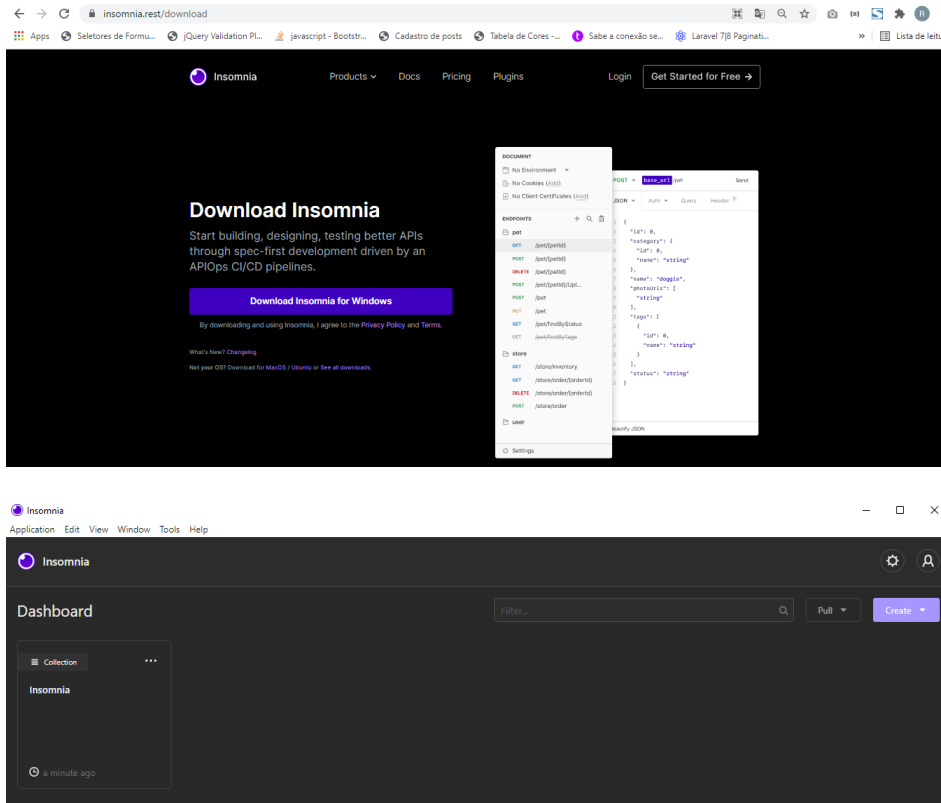 insomnia.rest/download
Apps Seletores de Formu... jQuery Validation Pl... javascript - Bootstr... Cadastro de posts Tabela de Cores -... Sabe a conexão se... Laravel 7|8 Paginati... » Lista de leitu
Insomnia Products Docs Pricing Plugins Login Get Started for Free →
Download Insomnia
Start building, designing, testing better APIs
through spec-first development driven by an
APIOps CI/CD pipelines.
Download Insomnia for Windows
By downloading and using Insomnia, I agree to the Privacy Policy and Terms.
What's New? Changelog
Not your OS? Download for MacOS / Ubuntu or See all downloads.
DOCUMENT
No Environment
No Cookies (Add)
No Client Certificates (Add)
ENDPOINTS
pet
GET /pet/{petId}
POST /pet/{petId}
DELETE /pet/{petId}
POST /pet/{petId}/Upl...
POST /pet
PUT /pet
GET /pet/findByStatus
GET /pet/findByTags
store
GET /store/inventory
GET /store/order/{orderId}
DELETE /store/order/{orderId}
POST /store/order
user
Settings
POST base_url /pet Send
JSON Auth Query Header
{
"id": 0,
"category": {
"id": 0,
"name": "string"
},
"name": "doggie",
"photoUrls": [
"string"
],
"tags": [
{
"id": 0,
"name": "string"
}
],
"status": "string"
}
Beautify JSON
Insomnia
Application Edit View Window Tools Help
Insomnia
Dashboard Filter... Pull Create
Collection
Insomnia
a minute ago